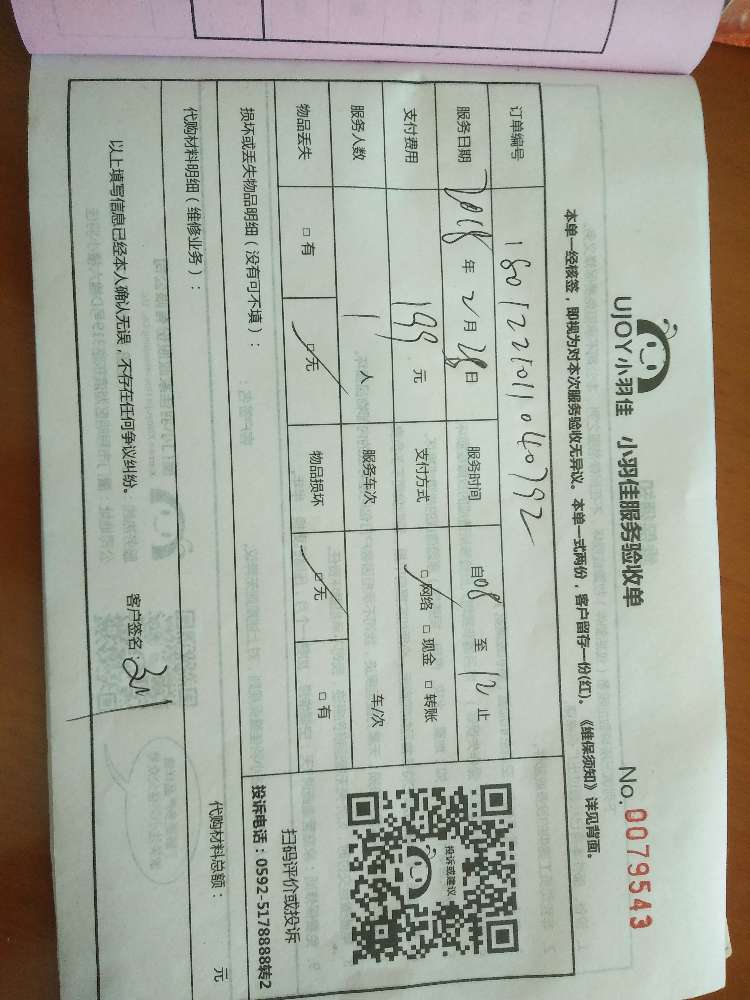 UJOY小羽佳 小羽佳服务验收单 No. 0079543
本单一经核签，即视为对本次服务验收无异议。本单一式两份，客户留存一份(红)。《维保须知》详见背面。
订单编号 1801221011040792
服务日期 2018 年 2 月 28 日 服务时间 自 08 至 12 止
支付费用 199 元 支付方式 □ 网络 □ 现金 □ 转账
服务人数 1 人 服务车次 车/次
物品丢失 □ 有 □ 无 物品损坏 □ 无 □ 有
投诉或建议
扫码评价或投诉
投诉电话：0592-5178888转2
损坏或丢失物品明细（没有可不填）：
代购材料明细（维修业务）： 代购材料总额： 元
以上填写信息已经本人确认无误，不存在任何争议纠纷。 客户签名：